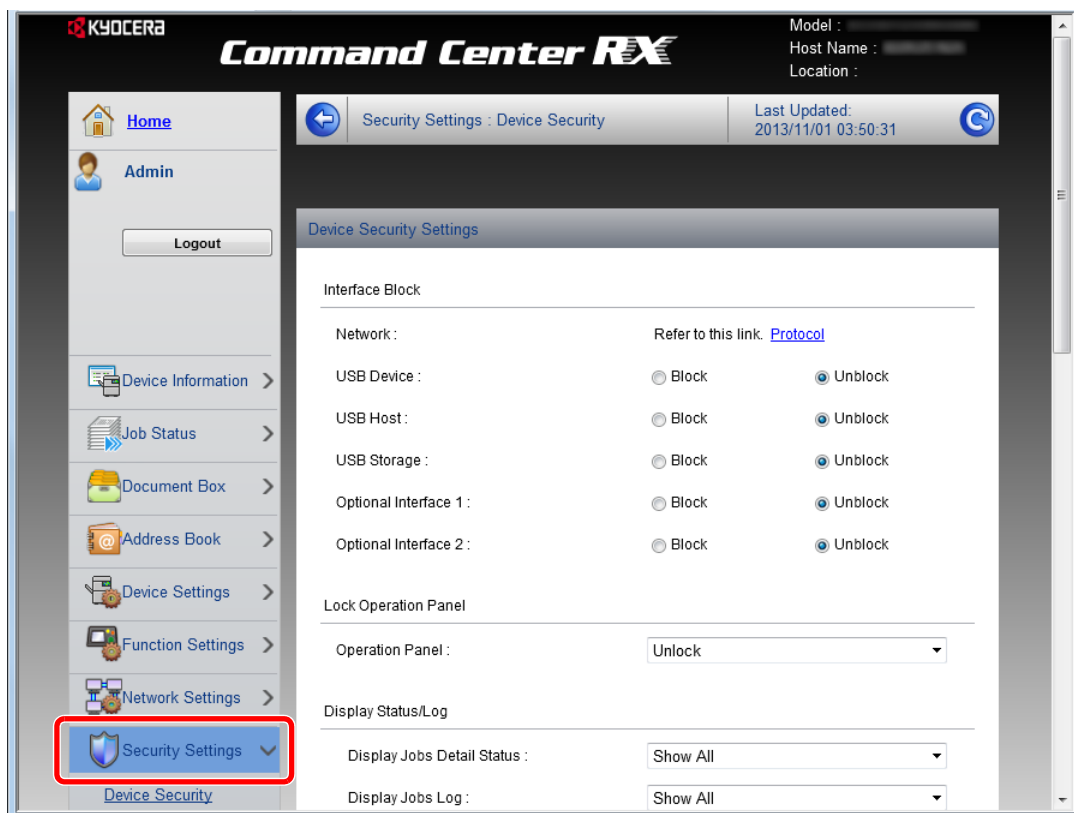 KYOCERA
Command Center RX
Model :
Host Name :
Location :
Home
Admin
Logout
Device Information
Job Status
Document Box
Address Book
Device Settings
Function Settings
Network Settings
Security Settings
Device Security
Security Settings : Device Security
Last Updated:
2013/11/01 03:50:31
Device Security Settings
Interface Block
Network : Refer to this link. Protocol
USB Device : Block Unblock
USB Host : Block Unblock
USB Storage : Block Unblock
Optional Interface 1 : Block Unblock
Optional Interface 2 : Block Unblock
Lock Operation Panel
Operation Panel : Unlock
Display Status/Log
Display Jobs Detail Status : Show All
Display Jobs Log : Show All